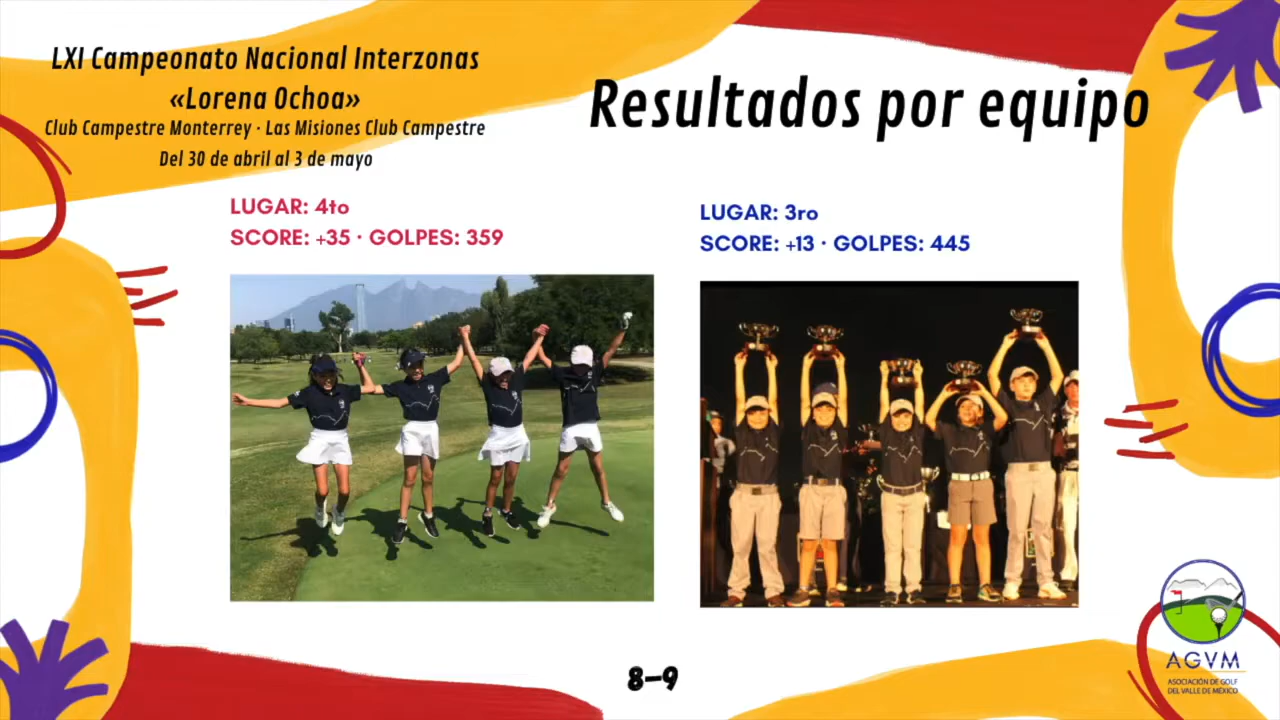 LXI Campeonato Nacional Interzonas
«Lorena Ochoa»
Club Campestre Monterrey · Las Misiones Club Campestre
Del 30 de abril al 3 de mayo
Resultados por equipo
LUGAR: 4to
SCORE: +35 · GOLPES: 359
LUGAR: 3ro
SCORE: +13 · GOLPES: 445
8-9
AGVM
ASOCIACIÓN DE GOLF
DEL VALLE DE MÉXICO